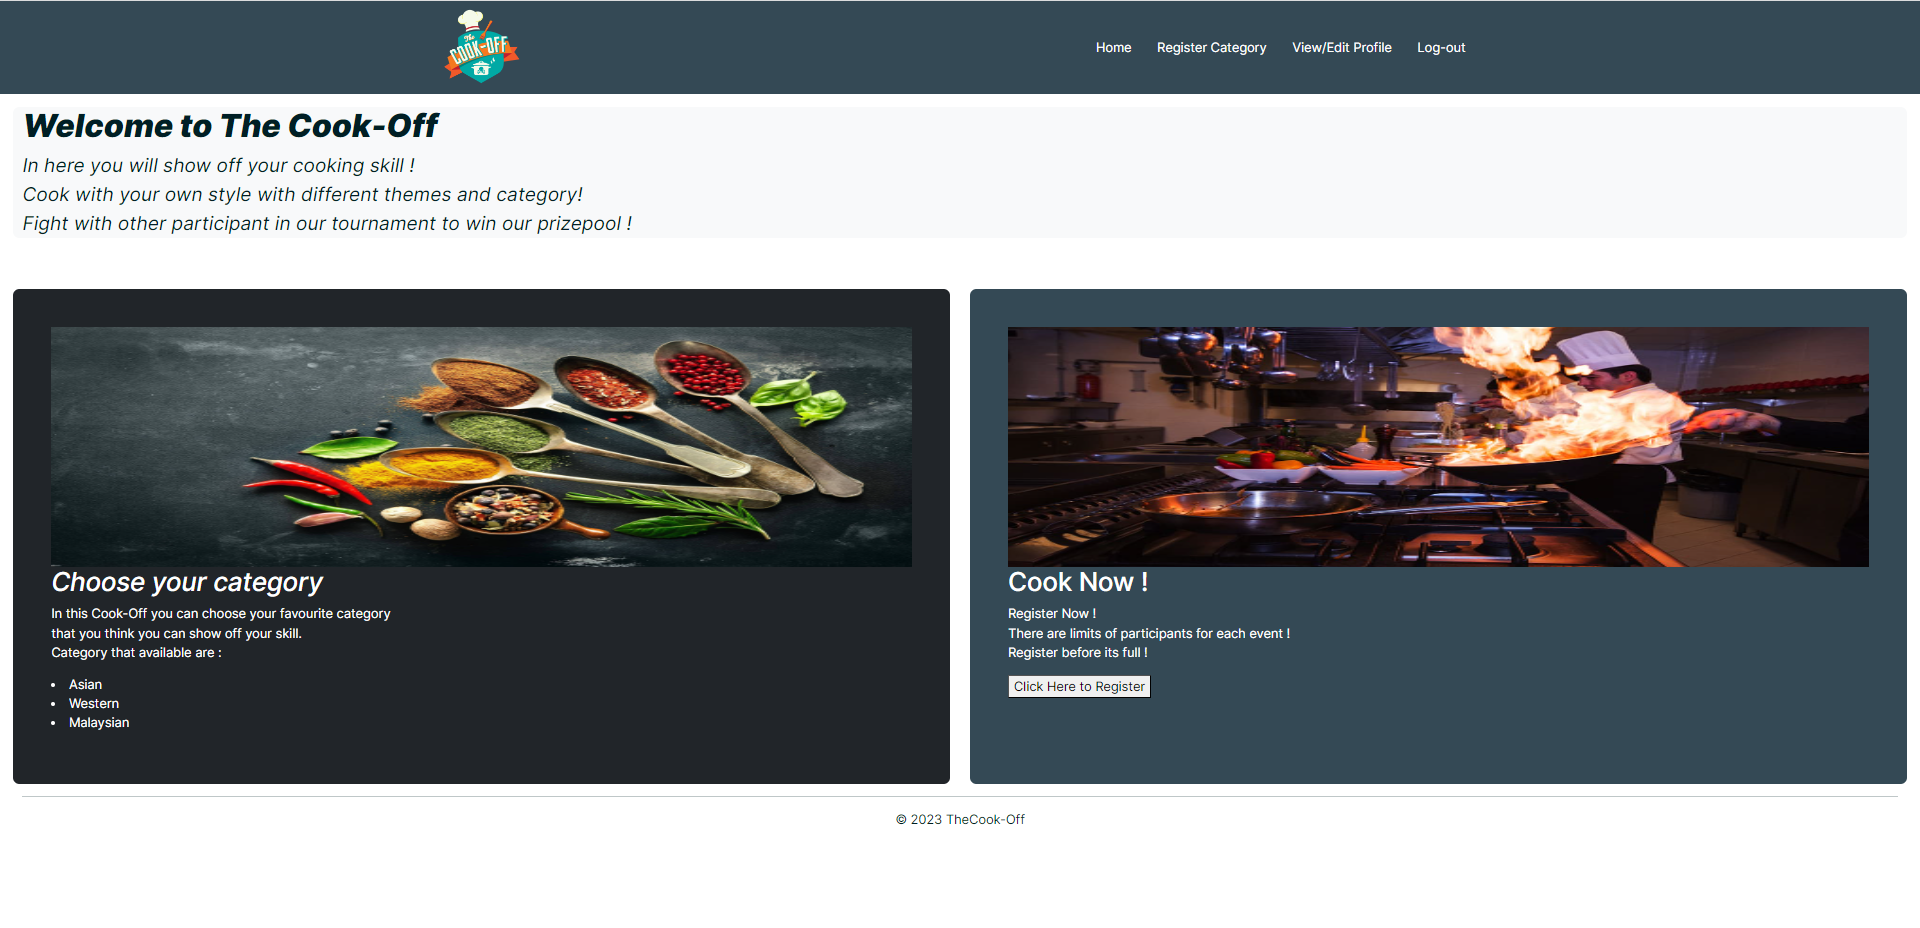 The
COOK-OFF
Home Register Category View/Edit Profile Log-out
Welcome to The Cook-Off
In here you will show off your cooking skill !
Cook with your own style with different themes and category!
Fight with other participant in our tournament to win our prizepool !
Choose your category
In this Cook-Off you can choose your favourite category
that you think you can show off your skill.
Category that available are :
• Asian
• Western
• Malaysian
Cook Now !
Register Now !
There are limits of participants for each event !
Register before its full !
Click Here to Register
© 2023 TheCook-Off